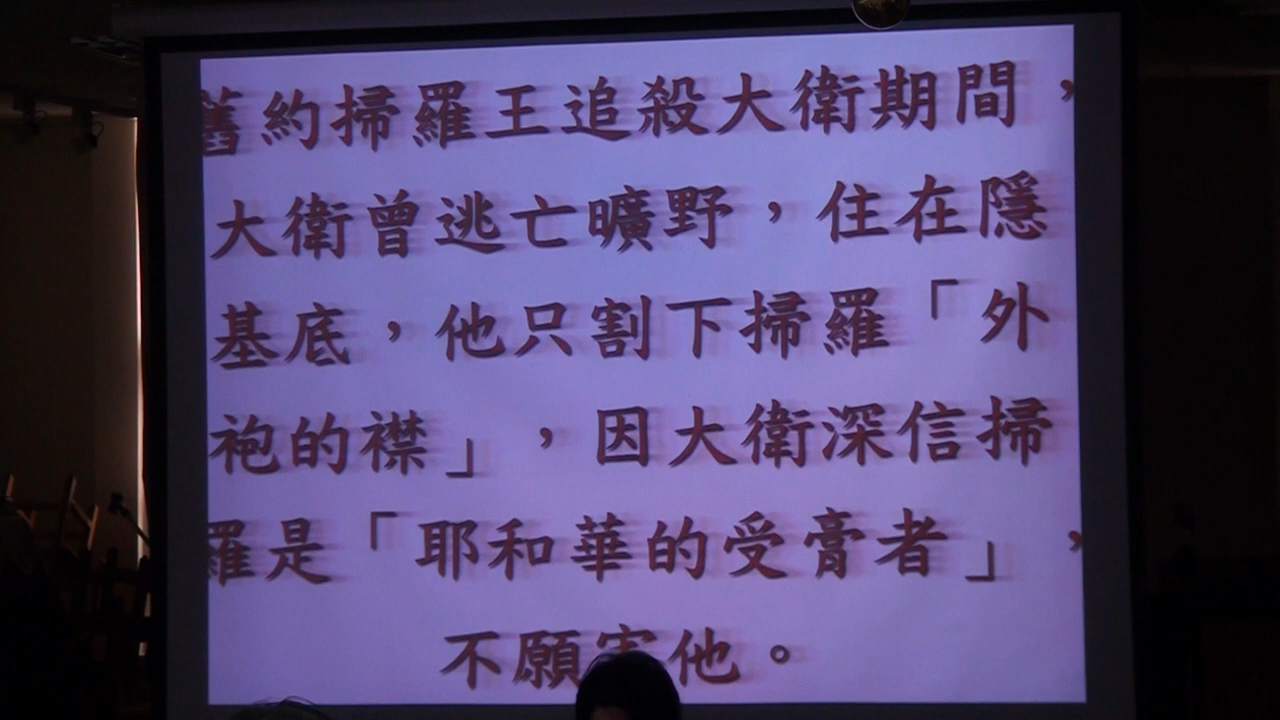 舊約掃羅王追殺大衛期間，
大衛曾逃亡曠野，住在隱
基底，他只割下掃羅「外
袍的襟」，因大衛深信掃
羅是「耶和華的受膏者」，
不願害他。